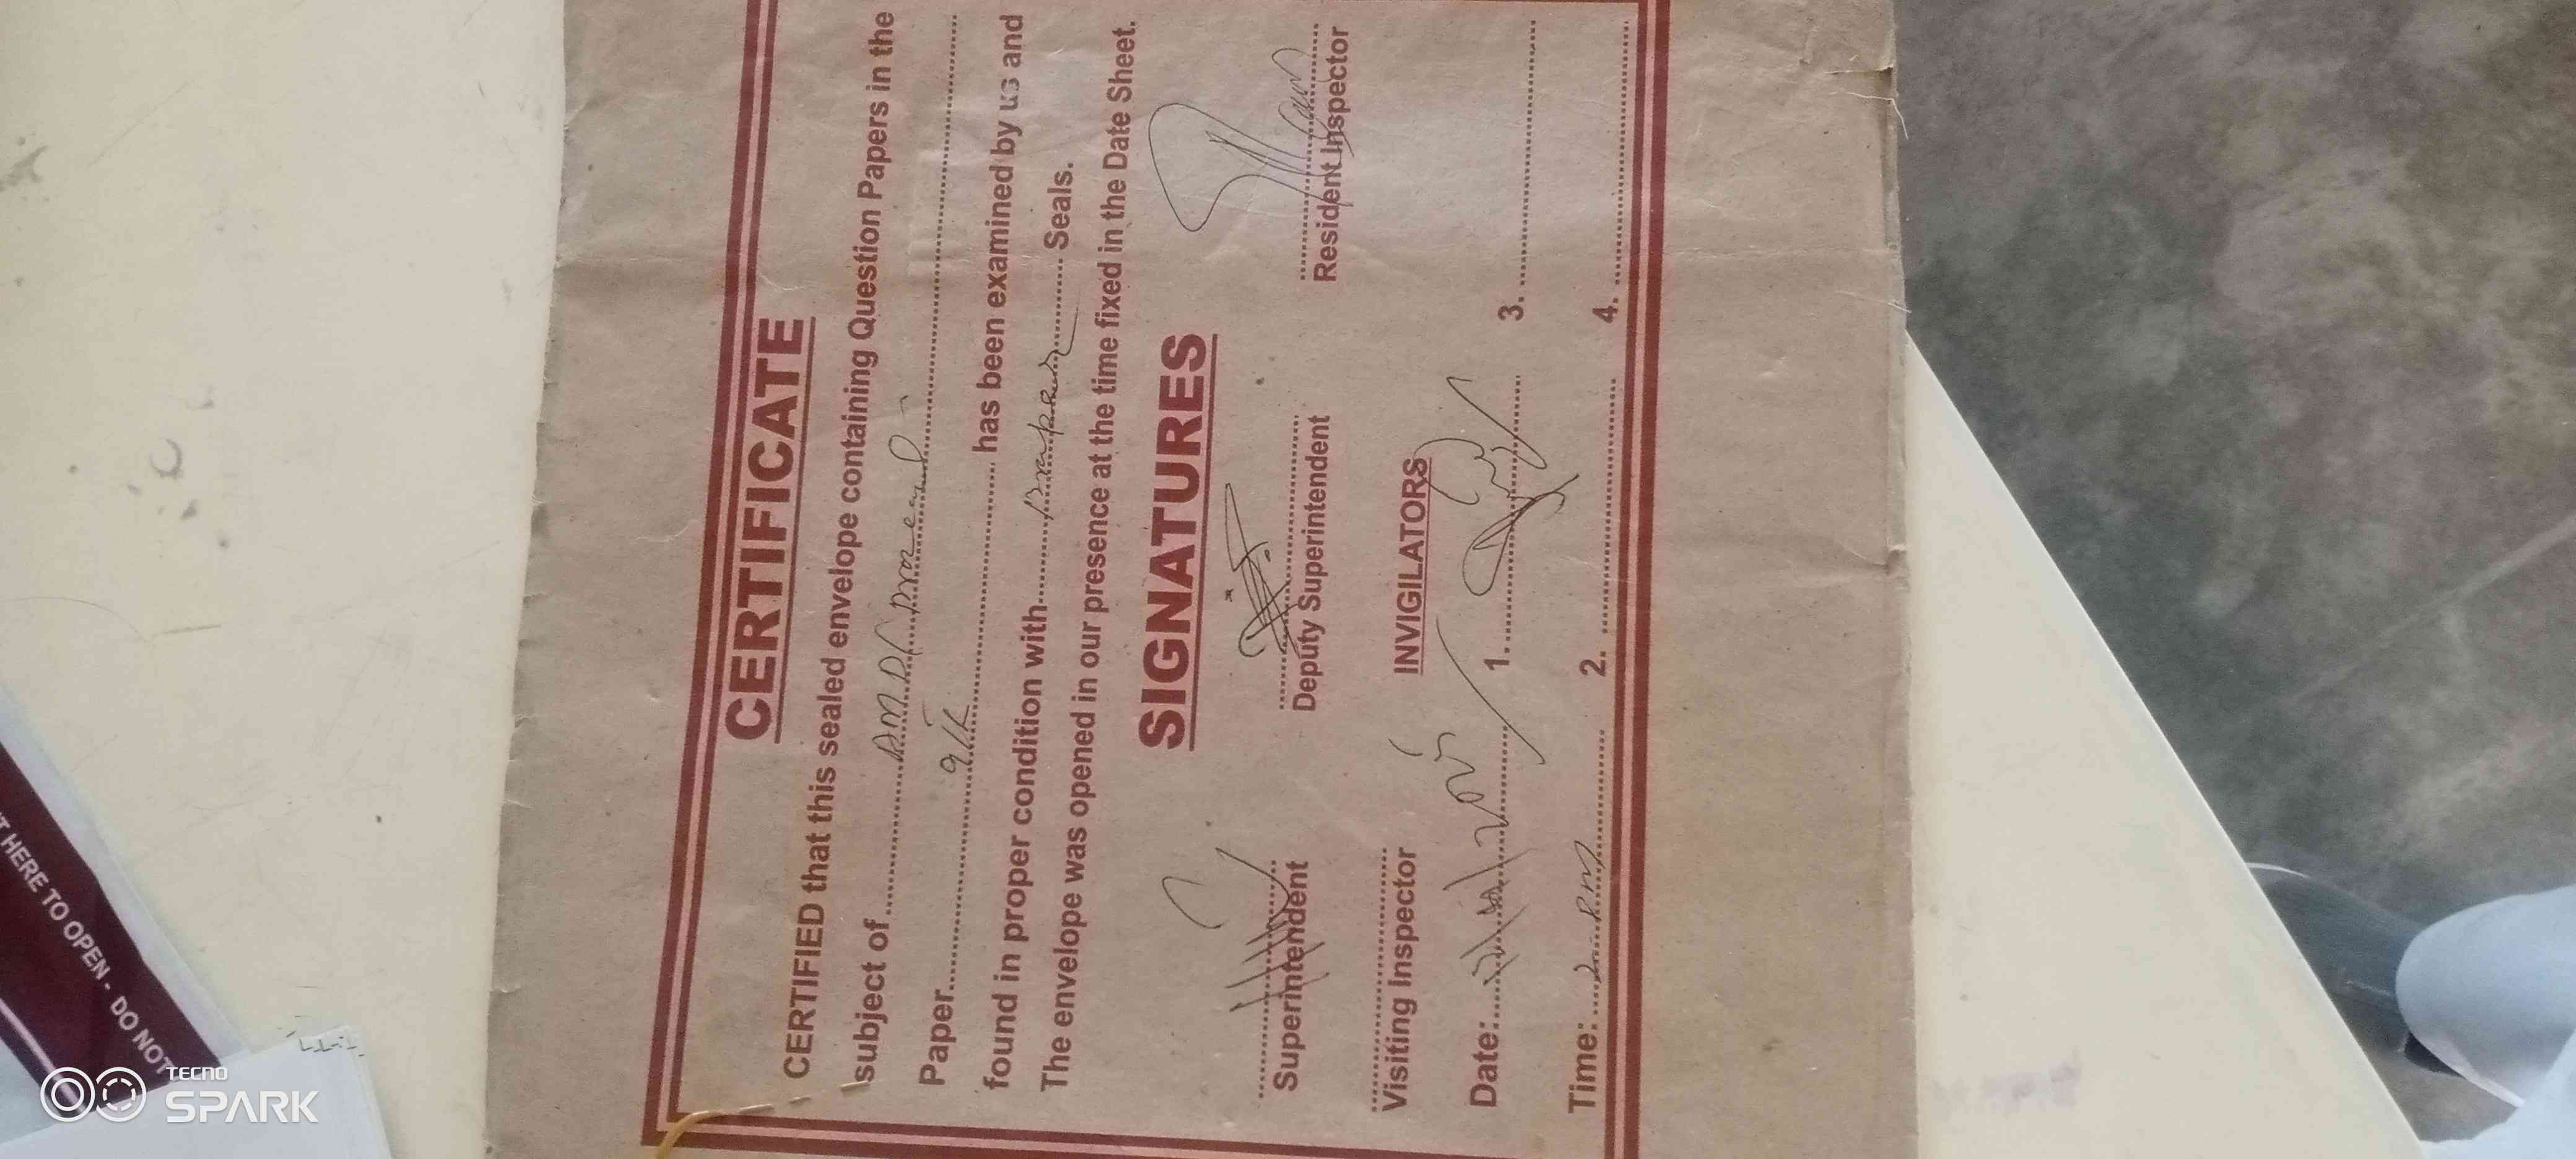 CERTIFICATE
CERTIFIED that this sealed envelope containing Question Papers in the
subject of
Paper 9th has been examined by us and
found in proper condition with Seals.
The envelope was opened in our presence at the time fixed in the Date Sheet.
SIGNATURES
Superintendent Deputy Superintendent Resident Inspector
Visiting Inspector INVIGILATORS
Date: 1. 3.
Time: 2. 4.
T HERE TO OPEN - DO NOT
TECNO
SPARK